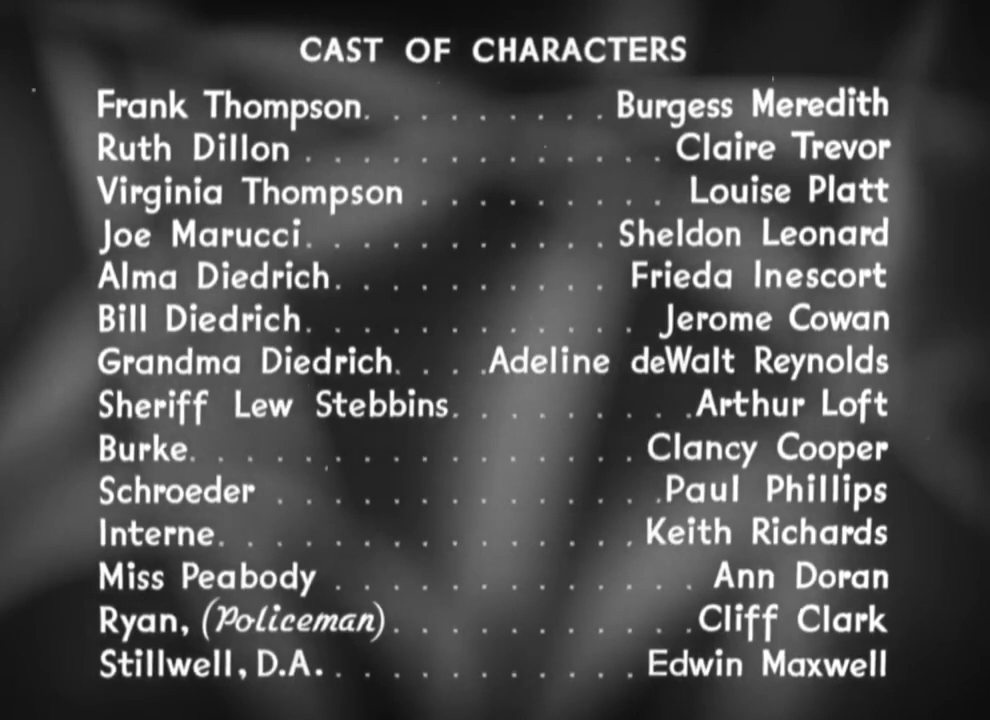 CAST OF CHARACTERS
Frank Thompson. . . . . . . . . Burgess Meredith
Ruth Dillon . . . . . . . . . . . . . Claire Trevor
Virginia Thompson . . . . . . . . . Louise Platt
Joe Marucci. . . . . . . . . . . Sheldon Leonard
Alma Diedrich. . . . . . . . . . Frieda Inescort
Bill Diedrich. . . . . . . . . . . . Jerome Cowan
Grandma Diedrich. . . .Adeline deWalt Reynolds
Sheriff Lew Stebbins. . . . . . . . .Arthur Loft
Burke. . . . . . . . . . . . . . . .Clancy Cooper
Schroeder . . . . . . . . . . . . . .Paul Phillips
Interne. . . . . . . . . . . . . . .Keith Richards
Miss Peabody . . . . . . . . . . . . . Ann Doran
Ryan, (Policeman). . . . . . . . . . .Cliff Clark
Stillwell, D.A. . . . . . . . . . . . Edwin Maxwell